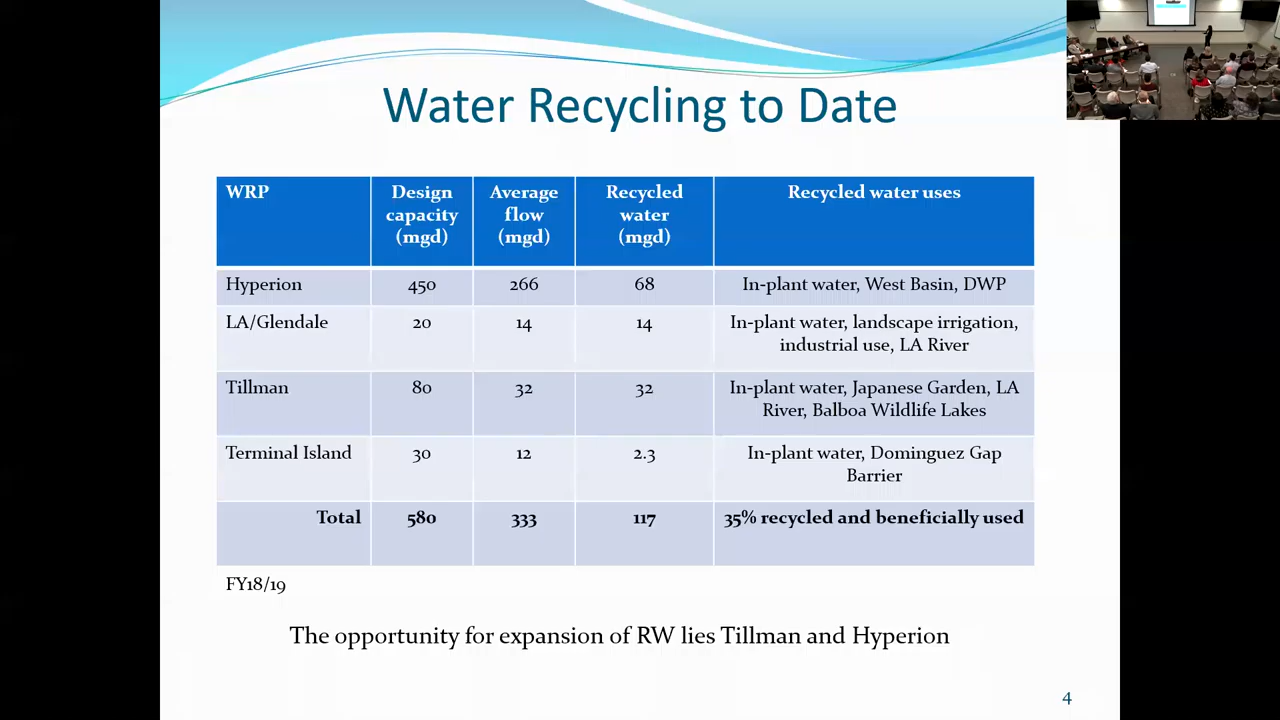 Water Recycling to Date
WRP
Design
capacity
(mgd)
Average
flow
(mgd)
Recycled
water
(mgd)
Recycled water uses
Hyperion
450
266
68
In-plant water, West Basin, DWP
LA/Glendale
20
14
14
In-plant water, landscape irrigation,
industrial use, LA River
Tillman
80
32
32
In-plant water, Japanese Garden, LA
River, Balboa Wildlife Lakes
Terminal Island
30
12
2.3
In-plant water, Dominguez Gap
Barrier
Total
580
333
117
35% recycled and beneficially used
FY18/19
The opportunity for expansion of RW lies Tillman and Hyperion
4